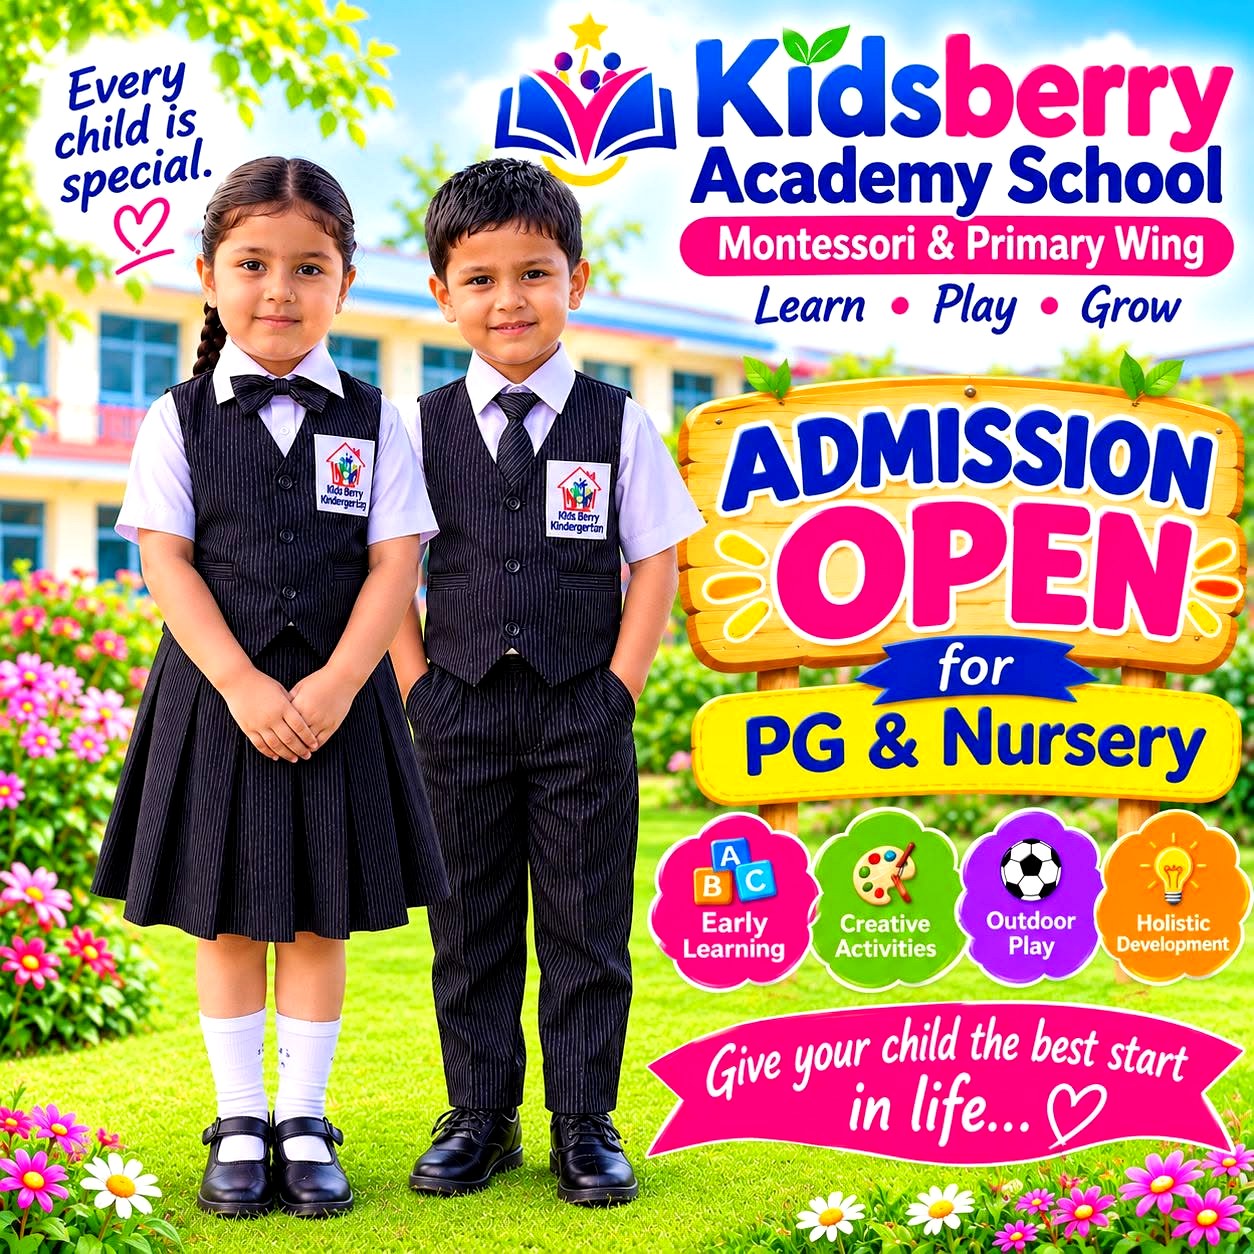 Every
child is
special.
Kidsberry
Academy School
Montessori & Primary Wing
Learn • Play • Grow
Kids Berry
Kindergertan
Kids Berry
Kindergertan
ADMISSION
OPEN
for
PG & Nursery
A
B C
Early
Learning
Creative
Activities
Outdoor
Play
Holistic
Development
Give your child the best start
in life...